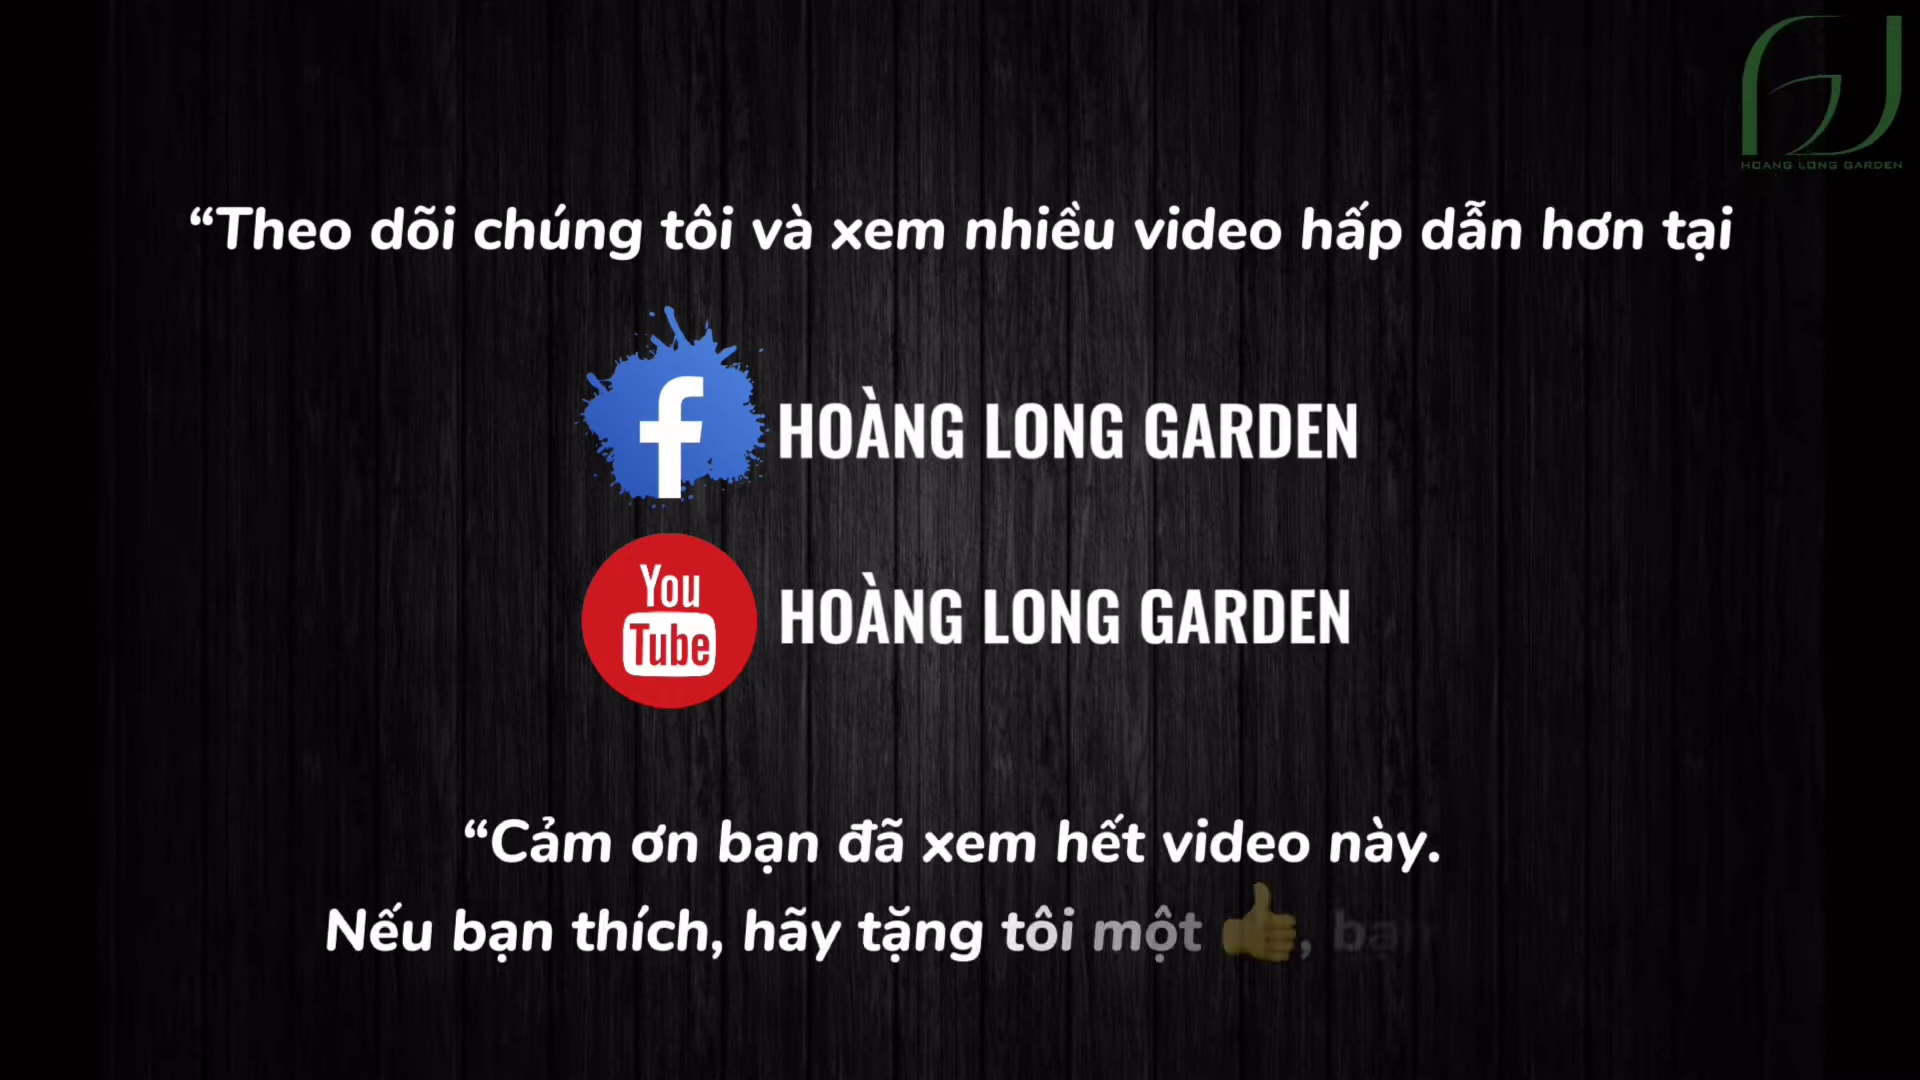 HOANG LONG GARDEN
“Theo dõi chúng tôi và xem nhiều video hấp dẫn hơn tại
f HOÀNG LONG GARDEN
You
Tube
HOÀNG LONG GARDEN
“Cảm ơn bạn đã xem hết video này.
Nếu bạn thích, hãy tặng tôi một 👍, bạn